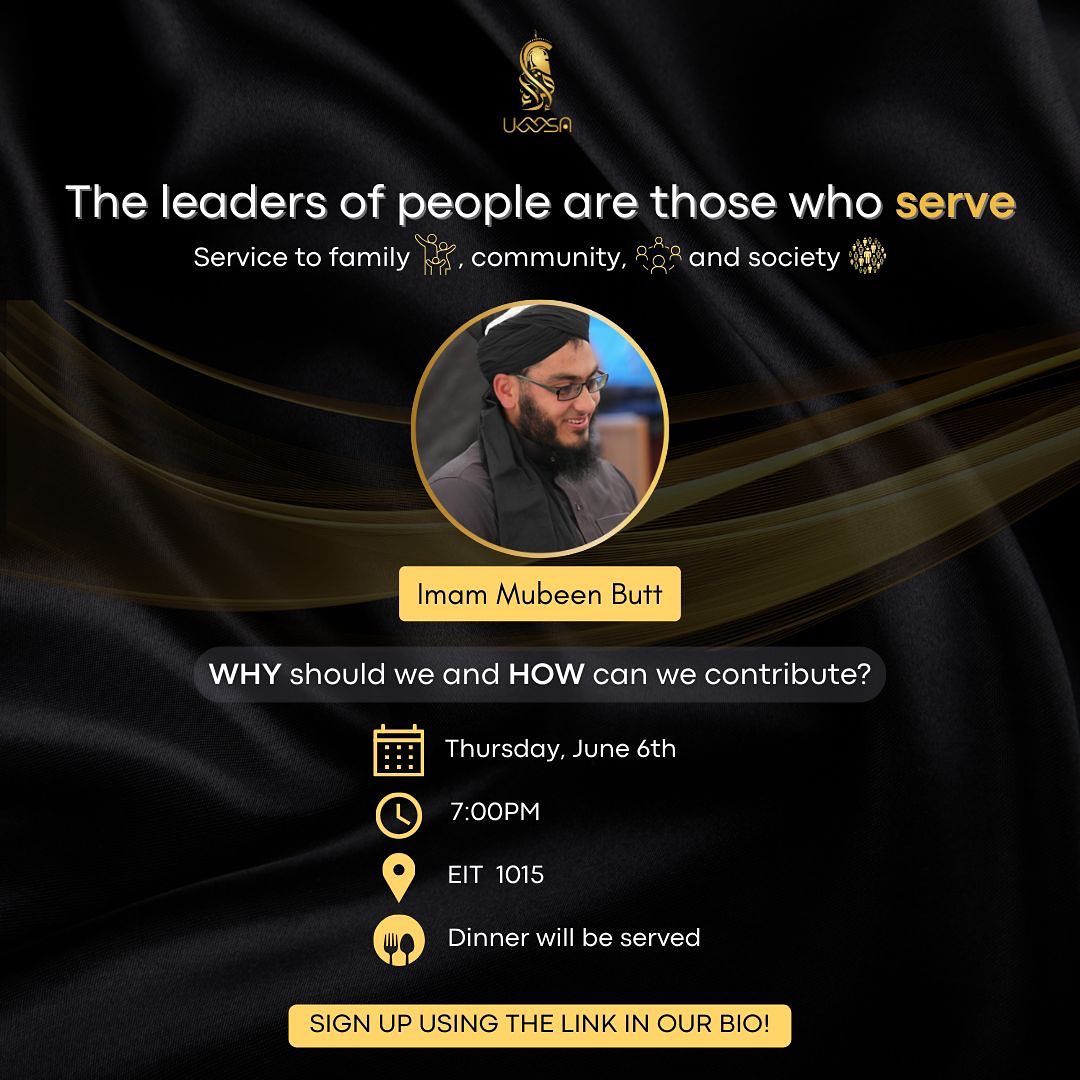 The leaders of people are those who serve
Service to family , community, and society
Imam Mubeen Butt
WHY should we and HOW can we contribute?
Thursday, June 6th
7:00PM
EIT 1015
Dinner will be served
SIGN UP USING THE LINK IN OUR BIO!